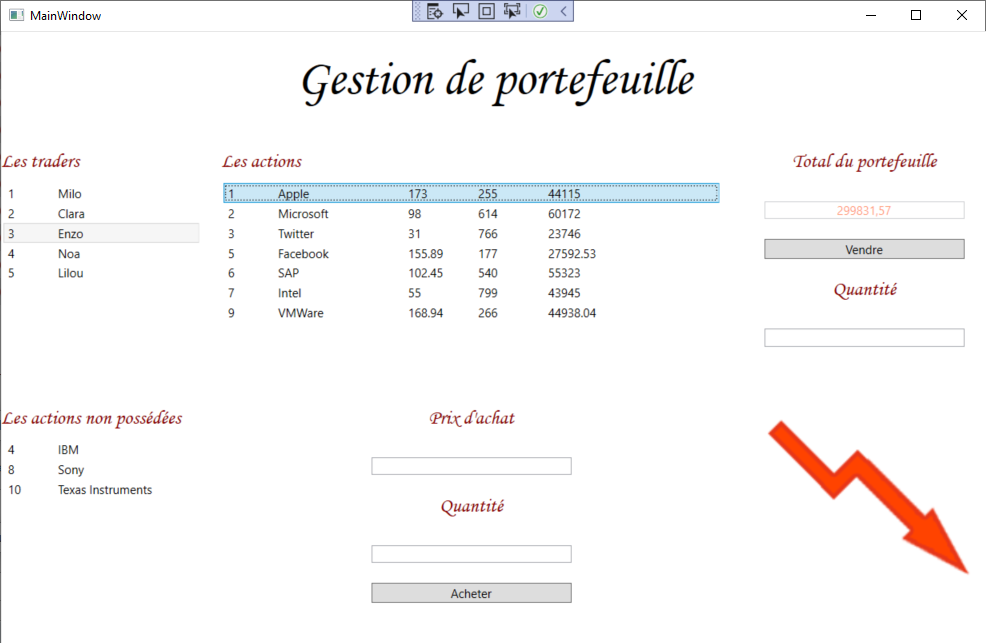 MainWindow
Gestion de portefeuille
Les traders
1 Milo
2 Clara
3 Enzo
4 Noa
5 Lilou
Les actions
1 Apple 173 255 44115
2 Microsoft 98 614 60172
3 Twitter 31 766 23746
5 Facebook 155.89 177 27592.53
6 SAP 102.45 540 55323
7 Intel 55 799 43945
9 VMWare 168.94 266 44938.04
Total du portefeuille
299831,57
Vendre
Quantité
Les actions non possédées
4 IBM
8 Sony
10 Texas Instruments
Prix d'achat
Quantité
Acheter